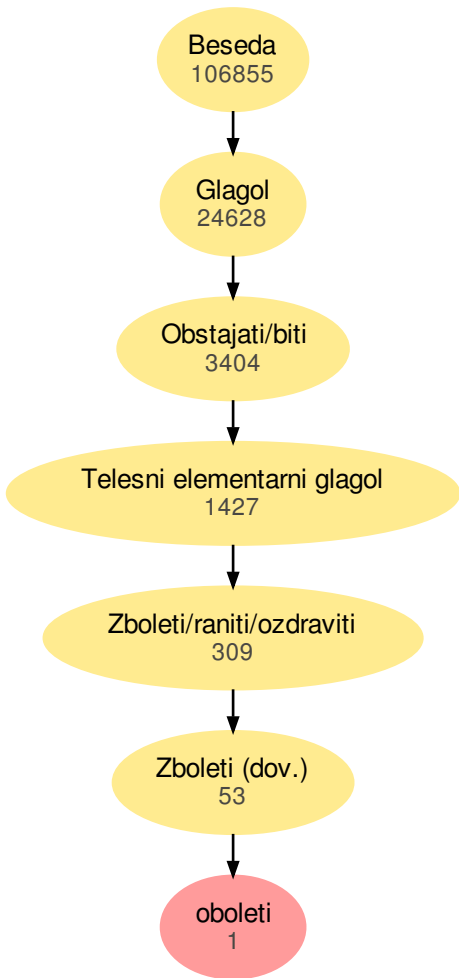 Beseda
106855
Glagol
24628
Obstajati/biti
3404
Telesni elementarni glagol
1427
Zboleti/raniti/ozdraviti
309
Zboleti (dov.)
53
oboleti
1